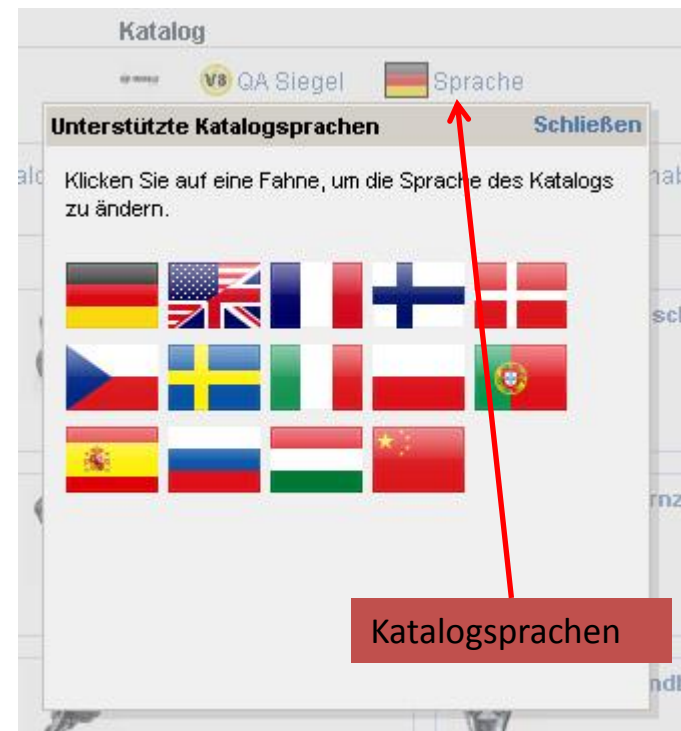 Katalog
V8 QA Siegel Sprache
Unterstützte Katalogsprachen Schließen
Klicken Sie auf eine Fahne, um die Sprache des Katalogs
zu ändern.
Katalogsprachen